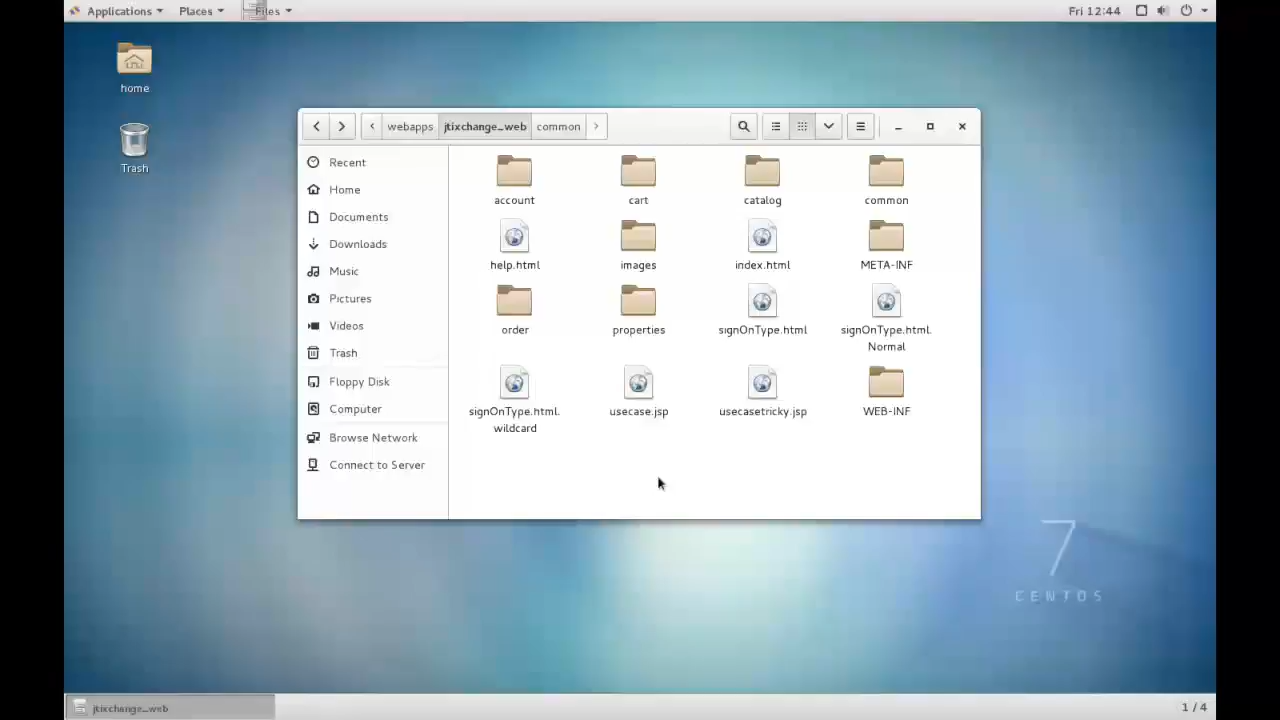 Applications
Places
Files
Fri 12:44
home
Trash
webapps
jtixchange_web
common
Recent
Home
Documents
Downloads
Music
Pictures
Videos
Trash
Floppy Disk
Computer
Browse Network
Connect to Server
account
cart
catalog
common
help.html
images
index.html
META-INF
order
properties
signOnType.html
signOnType.html.
Normal
signOnType.html.
wildcard
usecase.jsp
usecasetricky.jsp
WEB-INF
7
CENTOS
jtixchange_web
1 / 4